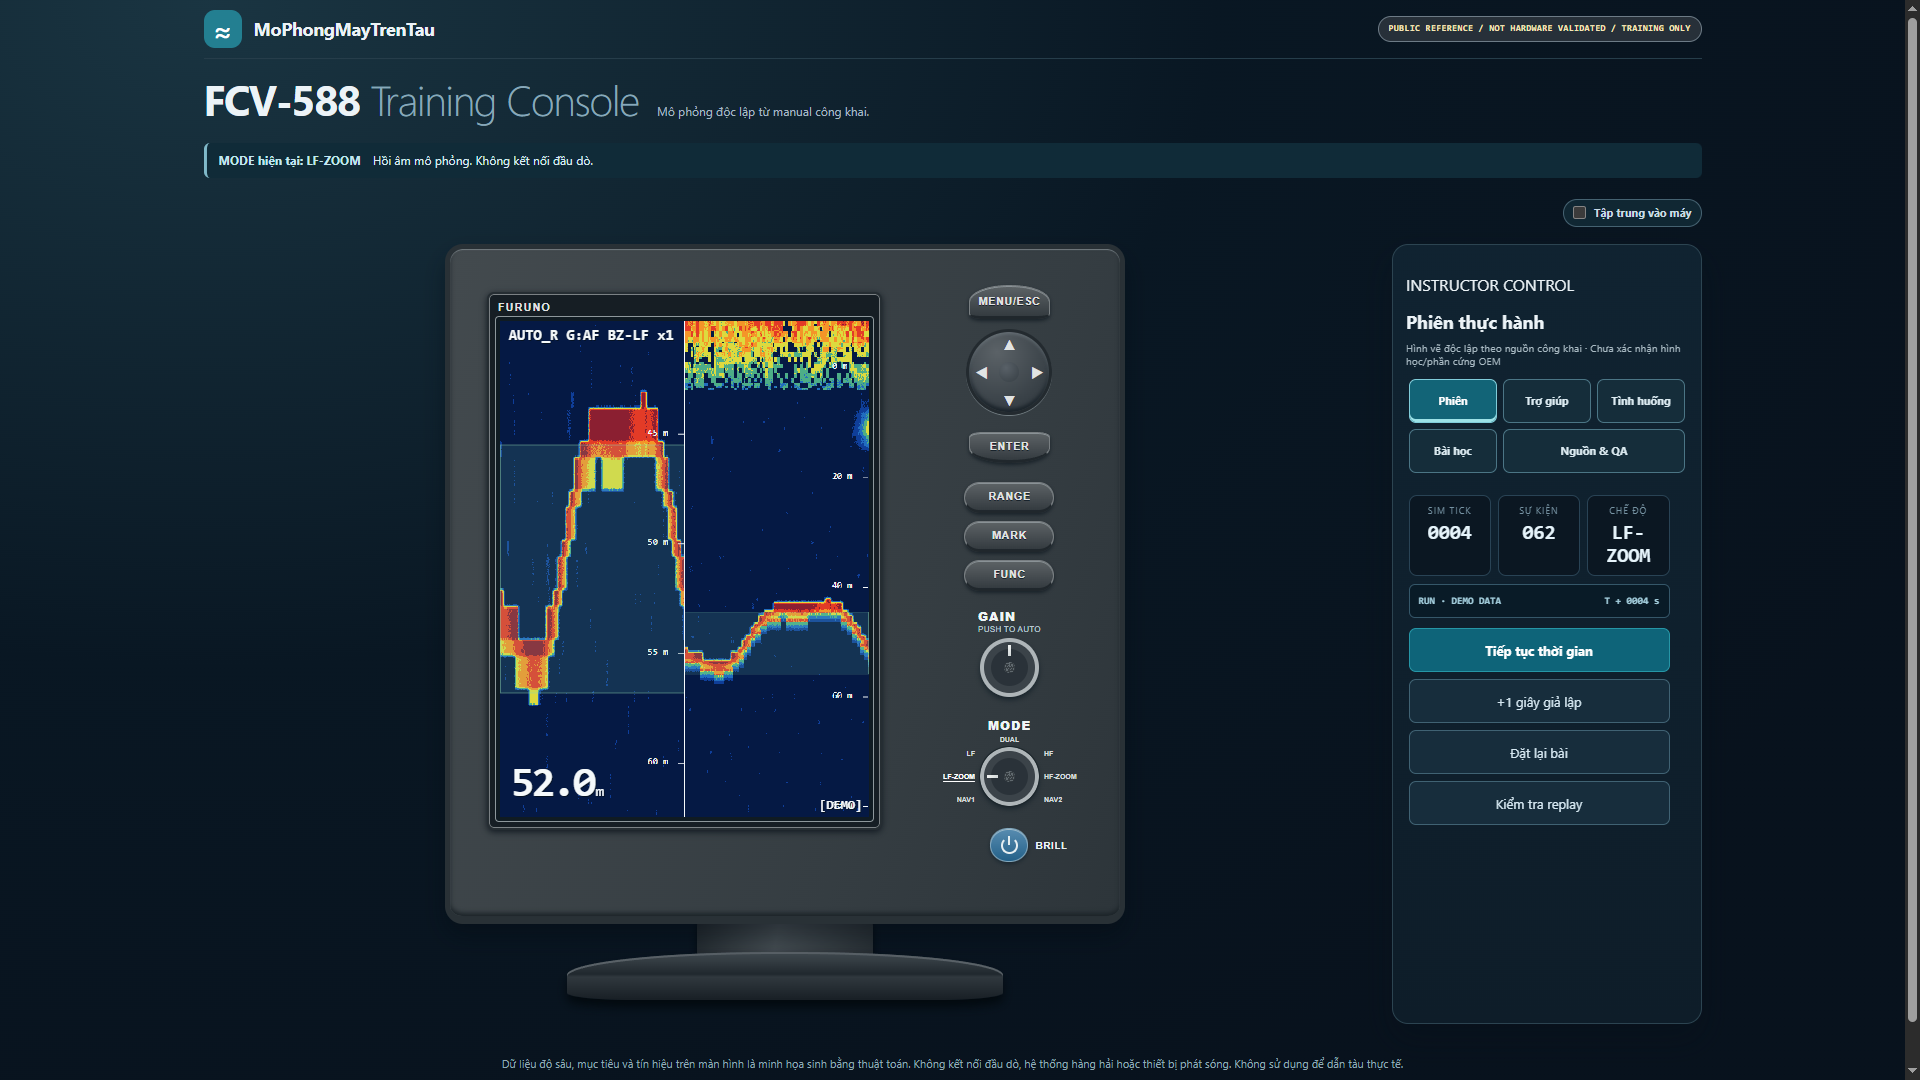 ≈ MoPhongMayTrenTau
PUBLIC REFERENCE / NOT HARDWARE VALIDATED / TRAINING ONLY
FCV-588 Training Console Mô phỏng độc lập từ manual công khai.
MODE hiện tại: LF-ZOOM Hồi âm mô phỏng. Không kết nối đầu dò.
Tập trung vào máy
FURUNO
AUTO_R G:AF BZ-LF x1
45 m
50 m
55 m
60 m
52.0m
0 m
20 m
40 m
60 m
[DEMO]
MENU/ESC
ENTER
RANGE
MARK
FUNC
GAIN
PUSH TO AUTO
MODE
DUAL
LF HF
LF-ZOOM HF-ZOOM
NAV1 NAV2
BRILL
INSTRUCTOR CONTROL
Phiên thực hành
Hình vẽ độc lập theo nguồn công khai · Chưa xác nhận hình
học/phần cứng OEM
Phiên Trợ giúp Tình huống
Bài học Nguồn & QA
SIM TICK SỰ KIỆN CHẾ ĐỘ
0004 062 LF-
ZOOM
RUN · DEMO DATA T + 0004 s
Tiếp tục thời gian
+1 giây giả lập
Đặt lại bài
Kiểm tra replay
Dữ liệu độ sâu, mục tiêu và tín hiệu trên màn hình là minh họa sinh bằng thuật toán. Không kết nối đầu dò, hệ thống hàng hải hoặc thiết bị phát sóng. Không sử dụng để dẫn tàu thực tế.